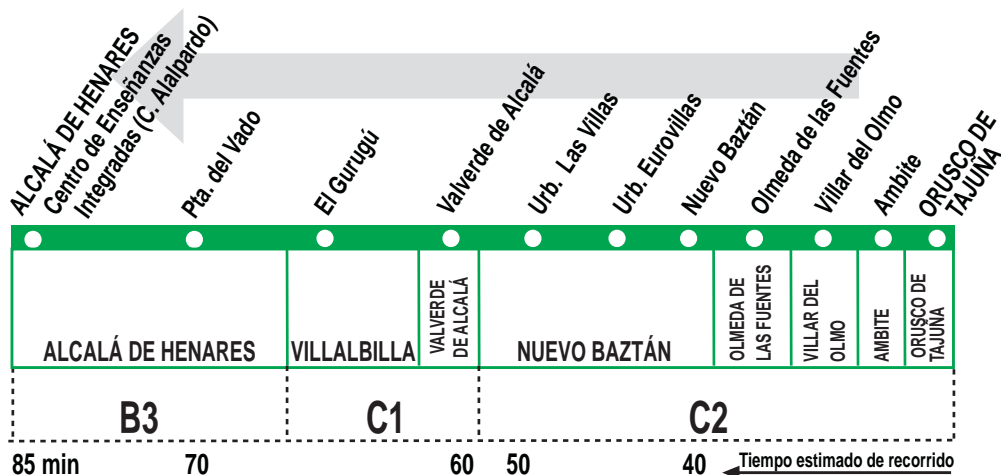 ALCALÁ DE HENARES
Centro de Enseñanzas
Integradas (C. Alalpardo)
Pta. del Vado
El Gurugú
Valverde de Alcalá
Urb. Las Villas
Urb. Eurovillas
Nuevo Baztán
Olmeda de las Fuentes
Villar del Olmo
Ambite
ORUSCO DE
TAJUÑA
ALCALÁ DE HENARES
VILLALBILLA
VALVERDE
DE ALCALÁ
NUEVO BAZTÁN
OLMEDA DE
LAS FUENTES
VILLAR DEL
OLMO
AMBITE
ORUSCO DE
TAJUÑA
B3
C1
C2
85 min
70
60
50
40
Tiempo estimado de recorrido